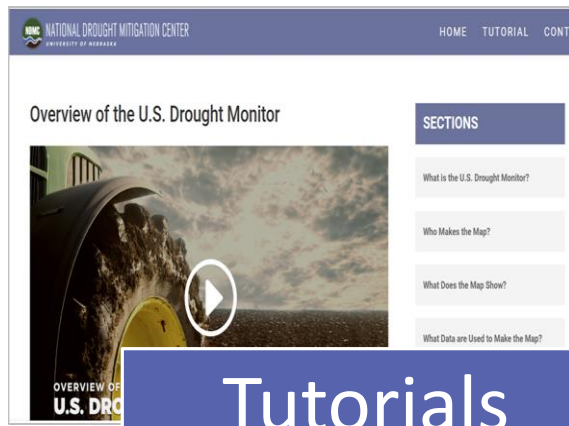 NDMC NATIONAL DROUGHT MITIGATION CENTER
UNIVERSITY OF NEBRASKA
HOME TUTORIAL CONT
Overview of the U.S. Drought Monitor
SECTIONS
What is the U.S. Drought Monitor?
Who Makes the Map?
What Does the Map Show?
What Data are Used to Make the Map?
OVERVIEW OF
U.S. DRO
Tutorials